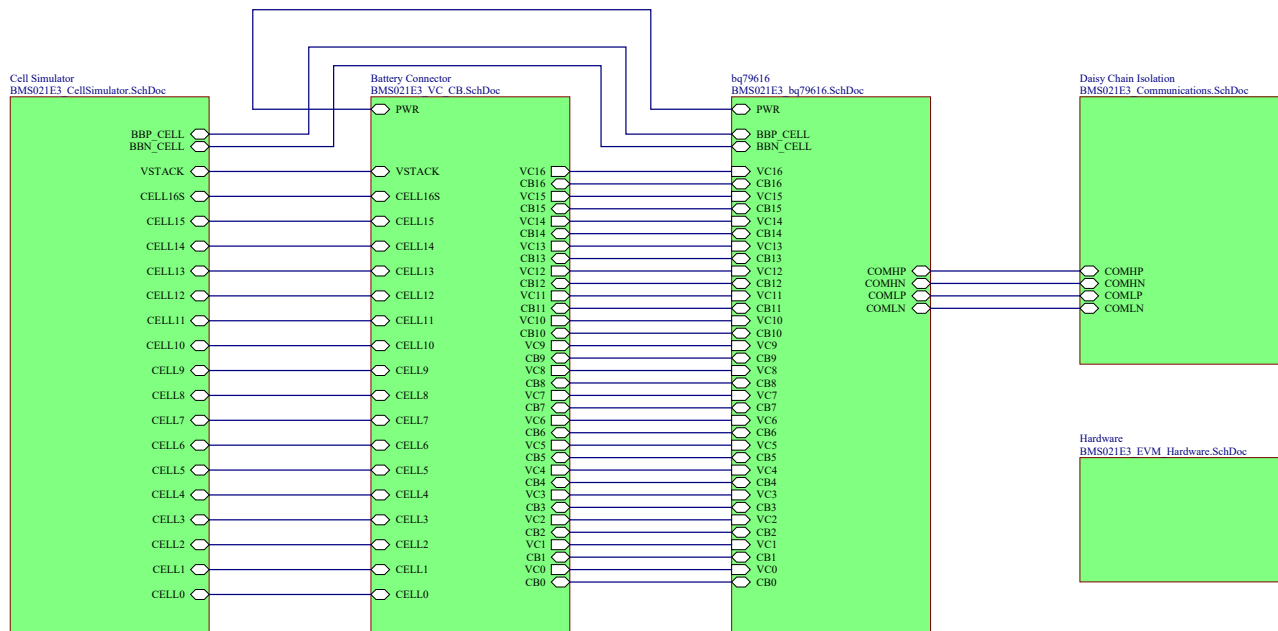 Cell Simulator
BMS021E3_CellSimulator.SchDoc
BBP_CELL
BBN_CELL
VSTACK
CELL16S
CELL15
CELL14
CELL13
CELL12
CELL11
CELL10
CELL9
CELL8
CELL7
CELL6
CELL5
CELL4
CELL3
CELL2
CELL1
CELL0
Battery Connector
BMS021E3_VC_CB.SchDoc
PWR
VSTACK
CELL16S
CELL15
CELL14
CELL13
CELL12
CELL11
CELL10
CELL9
CELL8
CELL7
CELL6
CELL5
CELL4
CELL3
CELL2
CELL1
CELL0
VC16
CB16
VC15
CB15
VC14
CB14
VC13
CB13
VC12
CB12
VC11
CB11
VC10
CB10
VC9
CB9
VC8
CB8
VC7
CB7
VC6
CB6
VC5
CB5
VC4
CB4
VC3
CB3
VC2
CB2
VC1
CB1
VC0
CB0
bq79616
BMS021E3_bq79616.SchDoc
PWR
BBP_CELL
BBN_CELL
VC16
CB16
VC15
CB15
VC14
CB14
VC13
CB13
VC12
CB12
VC11
CB11
VC10
CB10
VC9
CB9
VC8
CB8
VC7
CB7
VC6
CB6
VC5
CB5
VC4
CB4
VC3
CB3
VC2
CB2
VC1
CB1
VC0
CB0
COMHP
COMHN
COMLP
COMLN
Daisy Chain Isolation
BMS021E3_Communications.SchDoc
COMHP
COMHN
COMLP
COMLN
Hardware
BMS021E3_EVM_Hardware.SchDoc